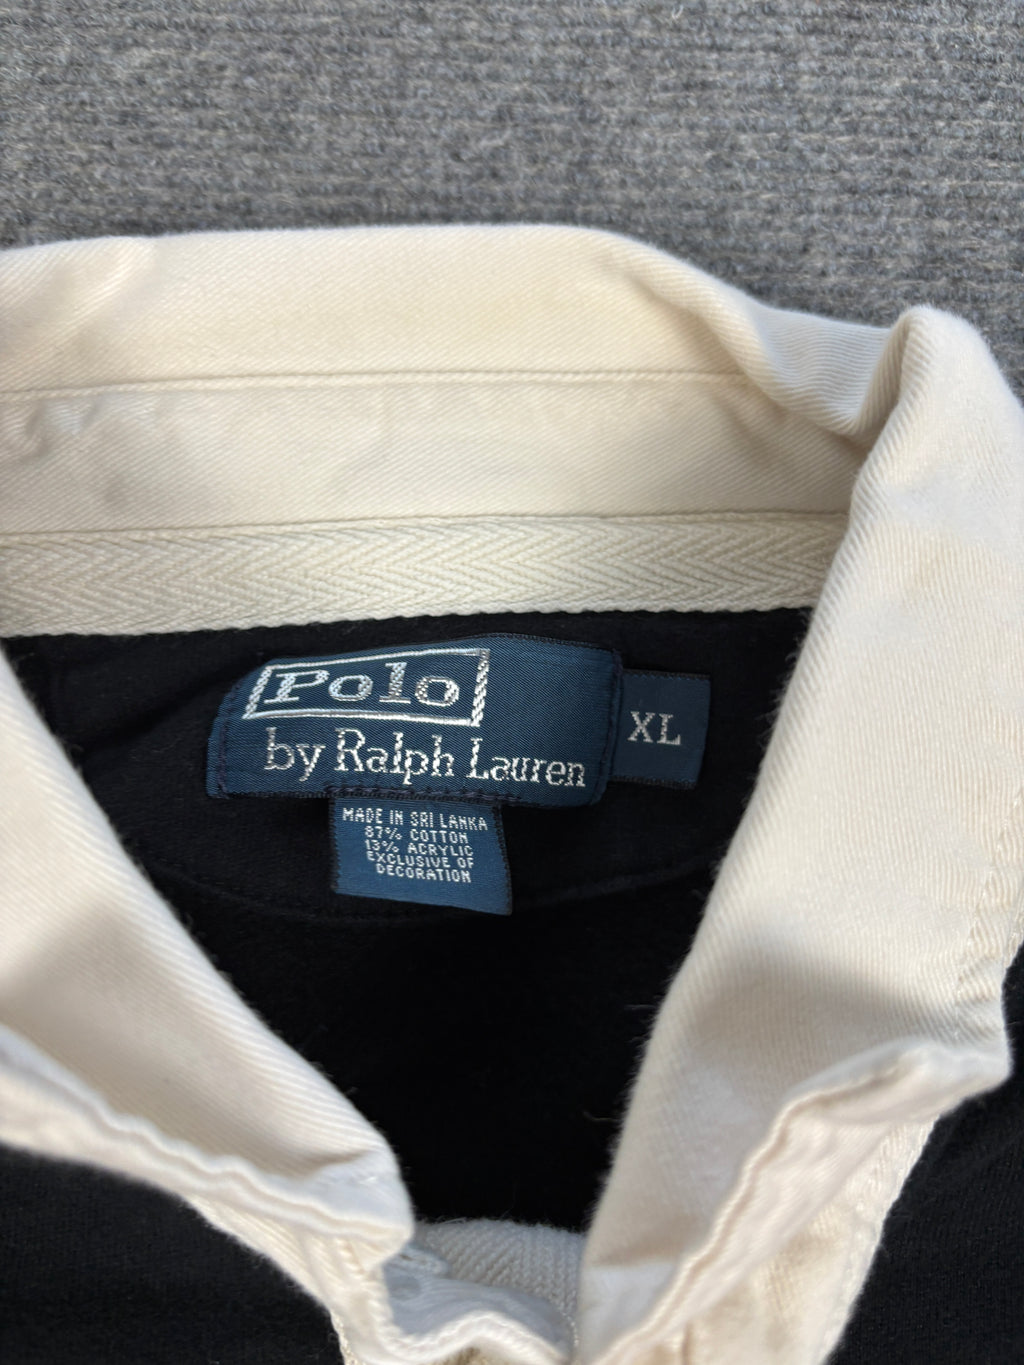 Polo
by Ralph Lauren
XL
MADE IN SRI LANKA
87% COTTON
13% ACRYLIC
EXCLUSIVE OF
DECORATION